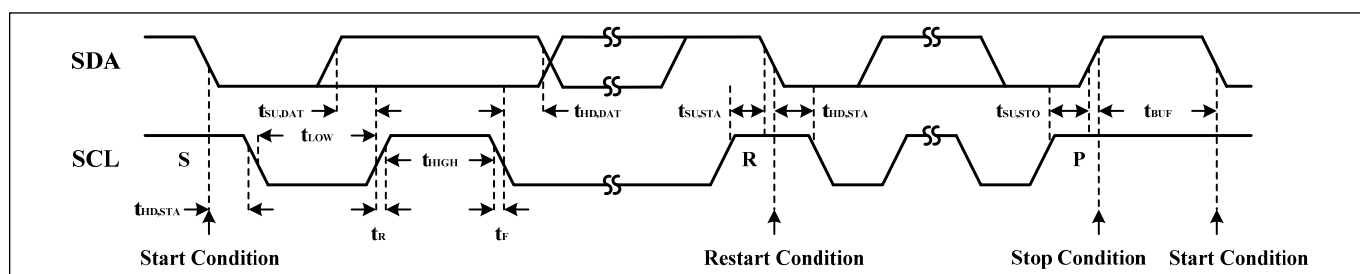 SDA
tSU,DAT tHD,DAT tSU,STA tHD,STA tSU,STO tBUF
tLOW
SCL S tHIGH R P
tHD,STA
tR tF
Start Condition Restart Condition Stop Condition Start Condition